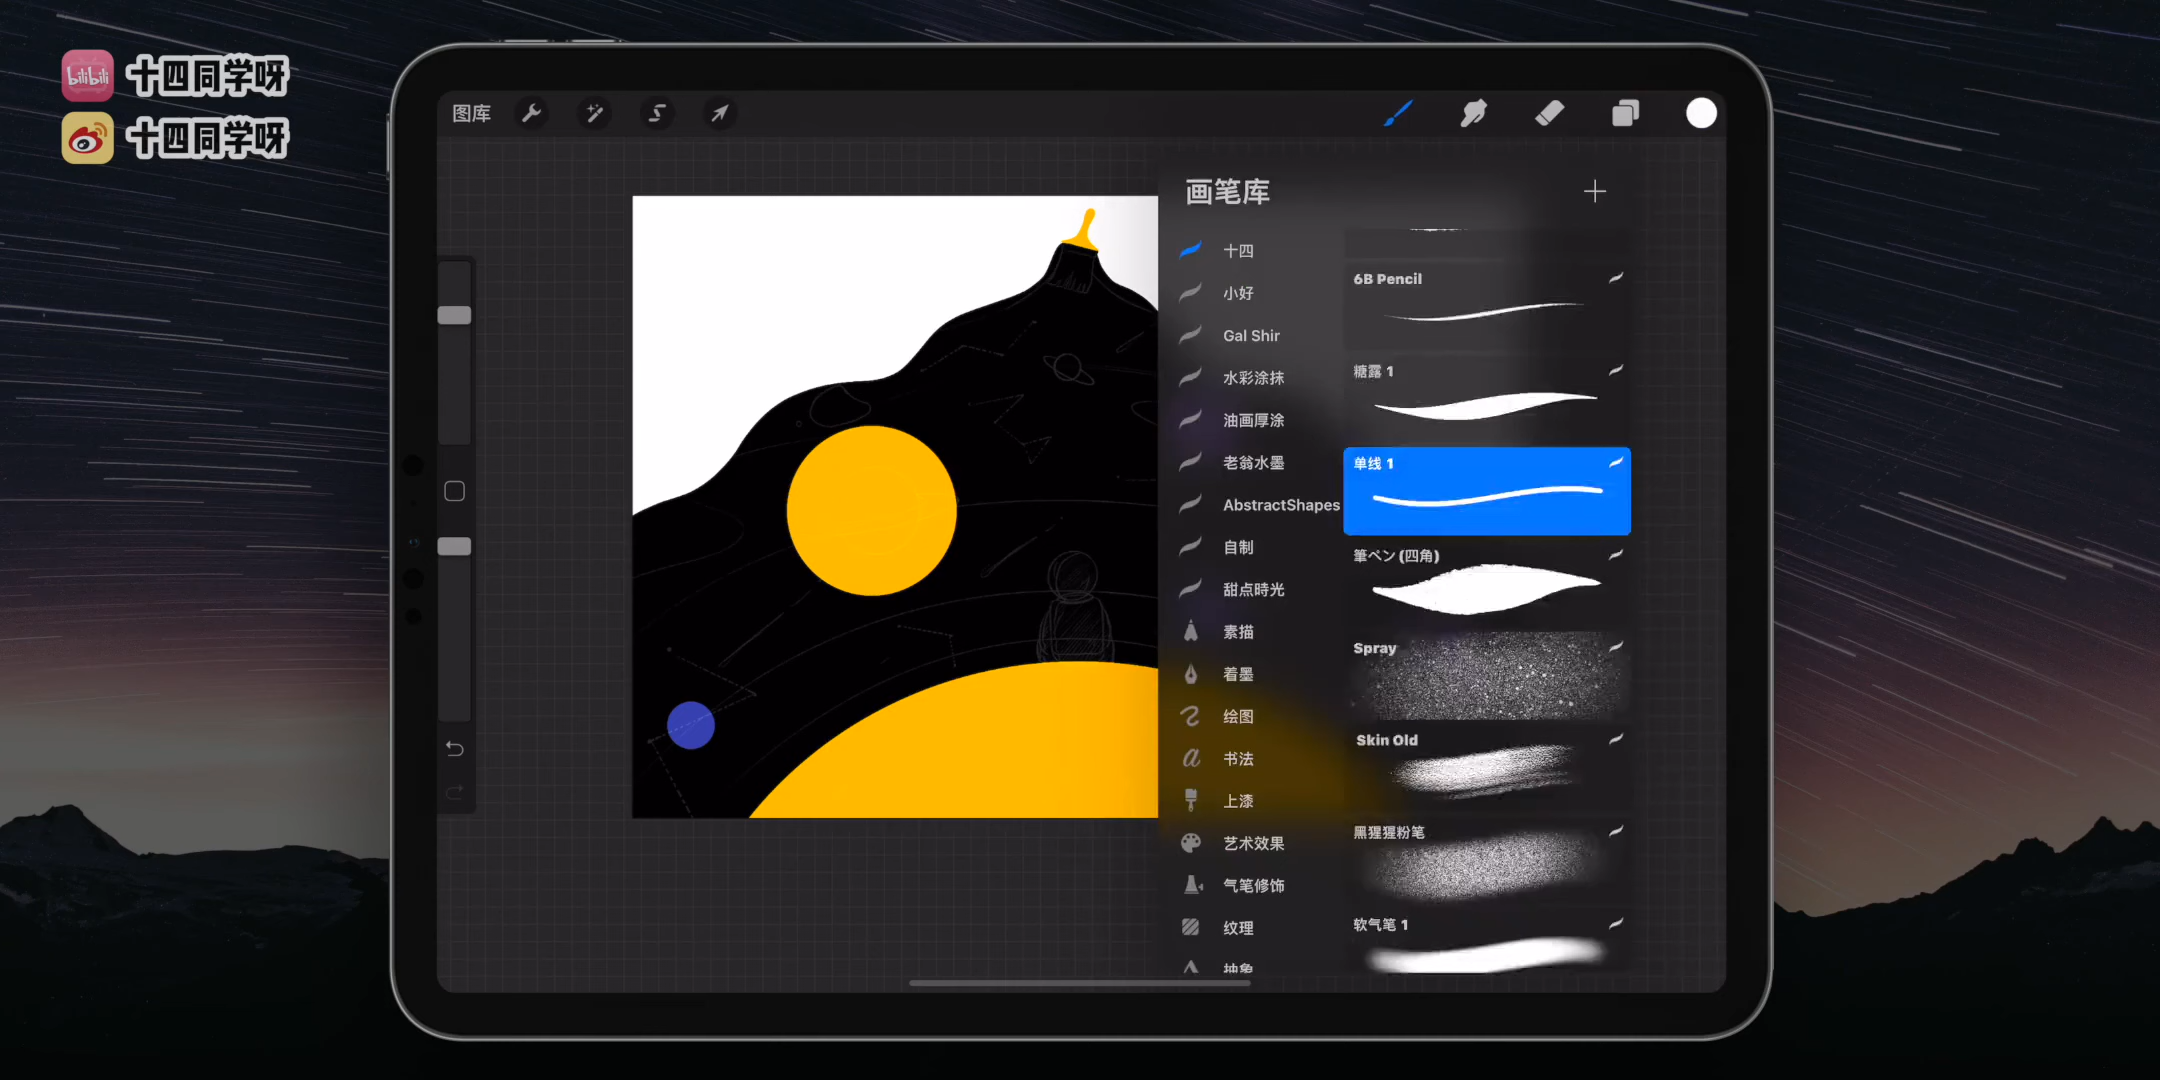 bilibili
十四同学呀
十四同学呀
图库
画笔库
十四
小好
Gal Shir
水彩涂抹
油画厚涂
老翁水墨
AbstractShapes
自制
甜点時光
素描
着墨
绘图
书法
上漆
艺术效果
气笔修饰
纹理
抽象
6B Pencil
糖露 1
单线 1
筆ペン (四角)
Spray
Skin Old
黑猩猩粉笔
软气笔 1